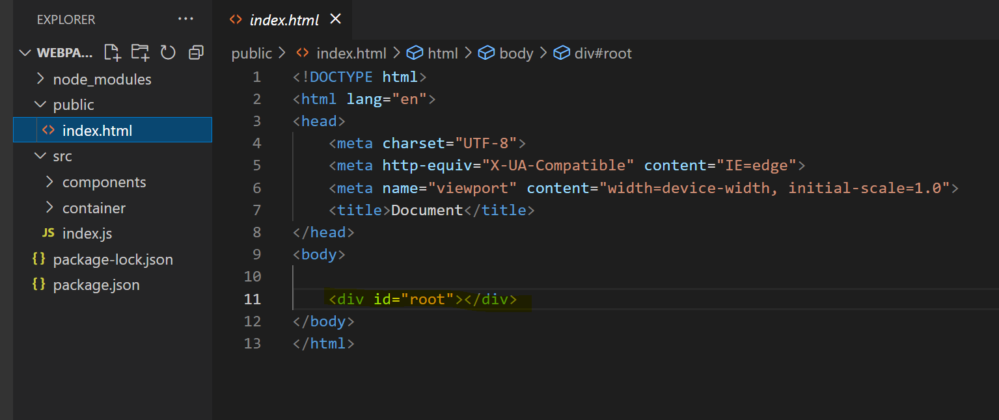 EXPLORER
WEBPA...
node_modules
public
index.html
src
components
container
JS index.js
{} package-lock.json
{} package.json
<> index.html ×
public > <> index.html > html > body > div#root
1 <!DOCTYPE html>
2 <html lang="en">
3 <head>
4     <meta charset="UTF-8">
5     <meta http-equiv="X-UA-Compatible" content="IE=edge">
6     <meta name="viewport" content="width=device-width, initial-scale=1.0">
7     <title>Document</title>
8 </head>
9 <body>
10
11     <div id="root"></div>
12 </body>
13 </html>